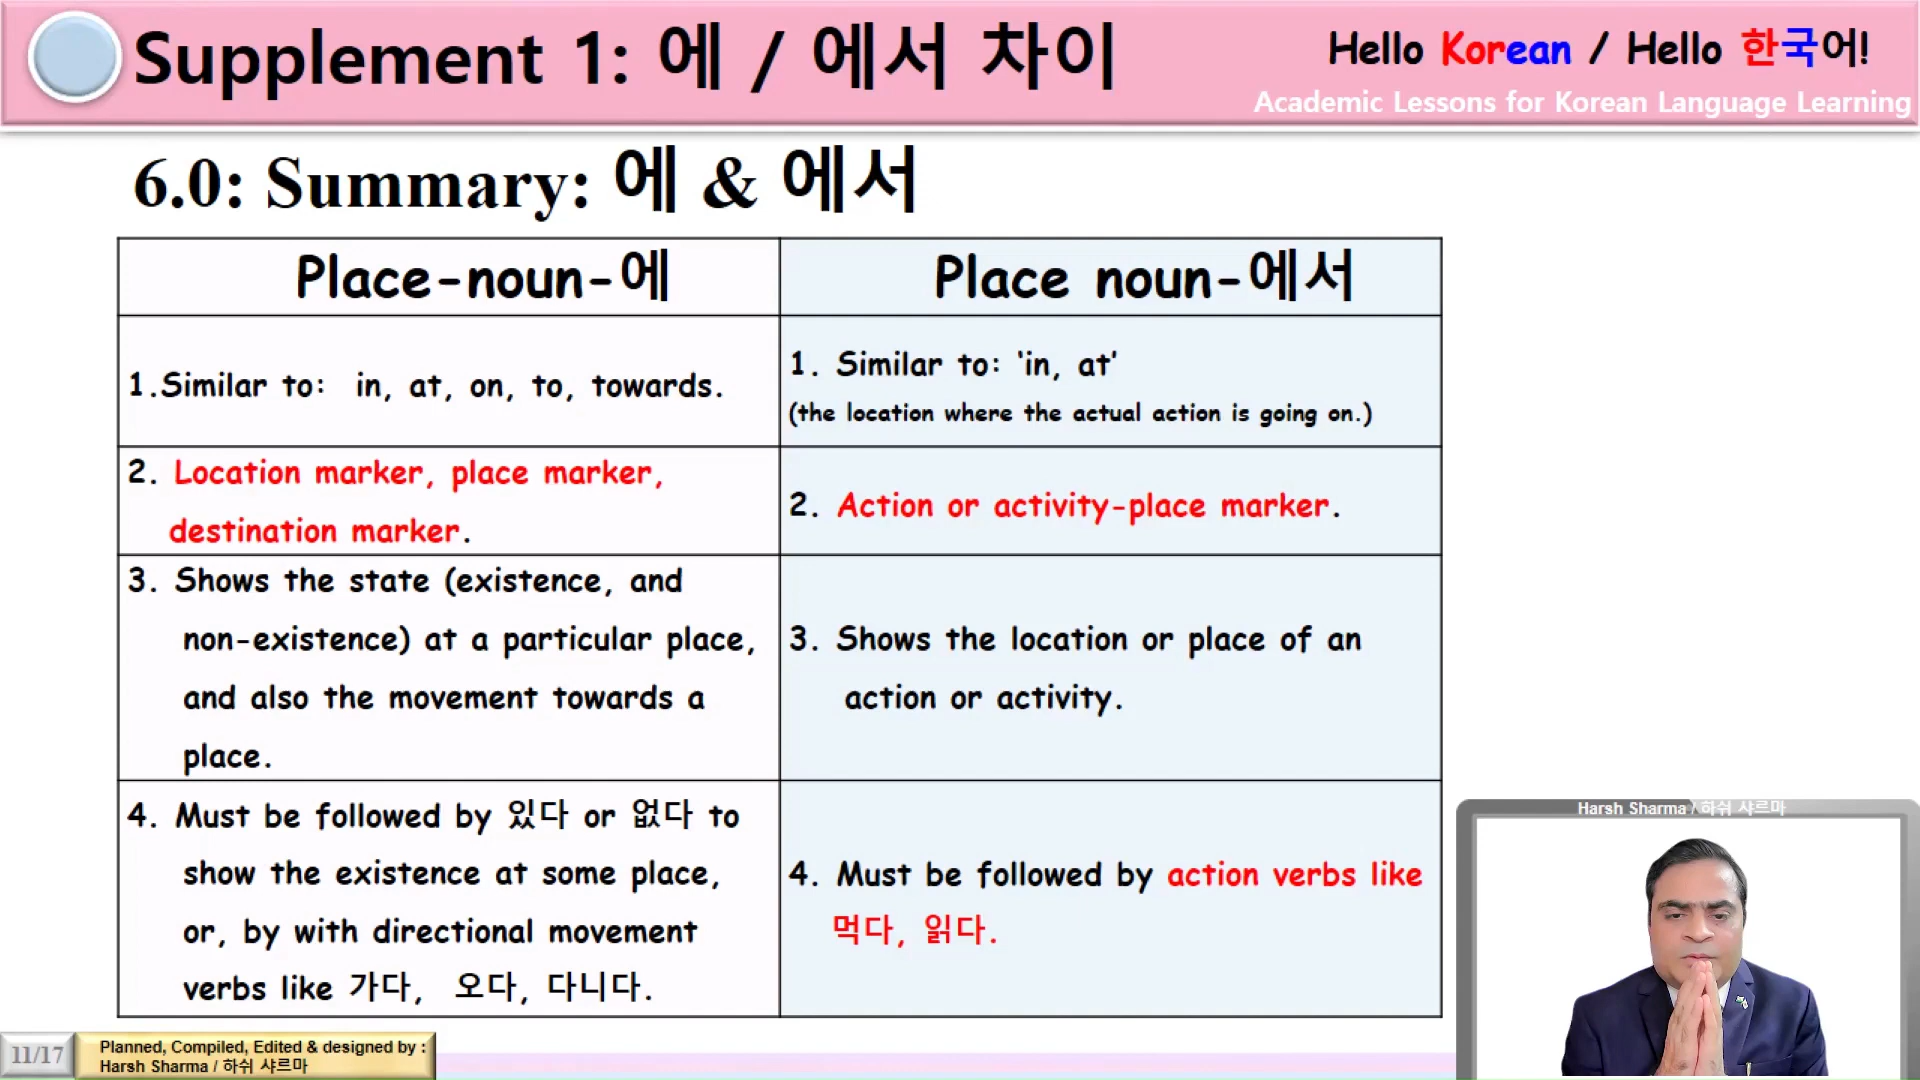 Supplement 1: 에 / 에서 차이
Hello Korean / Hello 한국어!
Academic Lessons for Korean Language Learning
6.0: Summary: 에 & 에서
Place-noun-에
Place noun-에서
1.Similar to: in, at, on, to, towards.
1. Similar to: ‘in, at’
(the location where the actual action is going on.)
2. Location marker, place marker,
destination marker.
2. Action or activity-place marker.
3. Shows the state (existence, and
non-existence) at a particular place,
and also the movement towards a
place.
3. Shows the location or place of an
action or activity.
4. Must be followed by 있다 or 없다 to
show the existence at some place,
or, by with directional movement
verbs like 가다, 오다, 다니다.
4. Must be followed by action verbs like
먹다, 읽다.
Harsh Sharma / 하쉬 샤르마
11/17
Planned, Compiled, Edited & designed by :
Harsh Sharma / 하쉬 샤르마